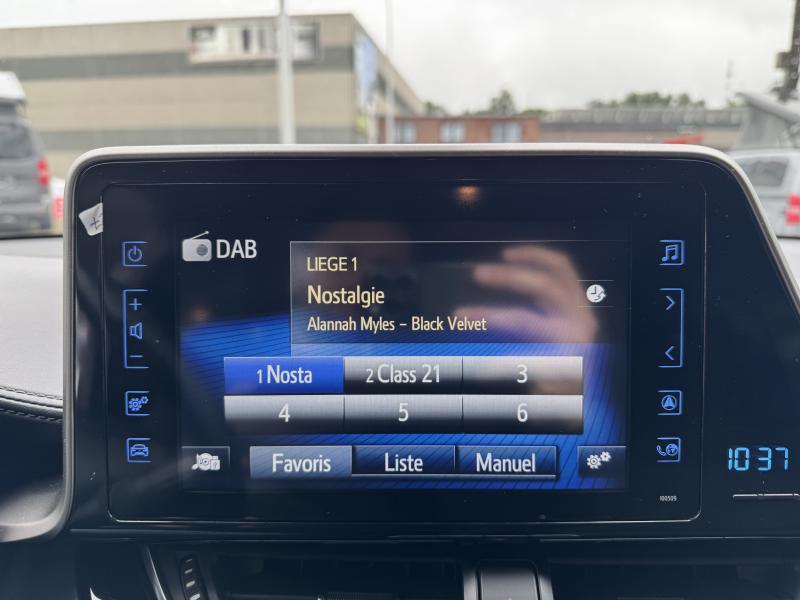 DAB
LIEGE 1
Nostalgie
Alannah Myles – Black Velvet
1 Nosta
2 Class 21
3
4
5
6
Favoris
Liste
Manuel
10:37
100509